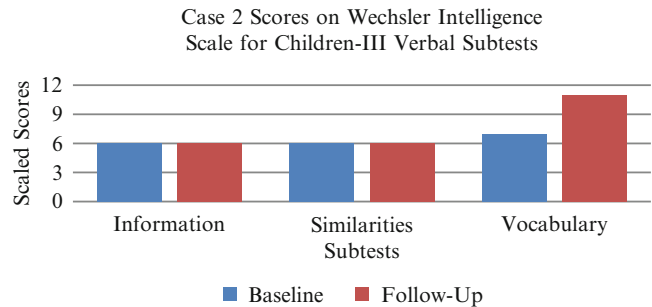 Case 2 Scores on Wechsler Intelligence
Scale for Children-III Verbal Subtests
Scaled Scores
12
9
6
3
0
Information Similarities Vocabulary
Subtests
Baseline Follow-Up